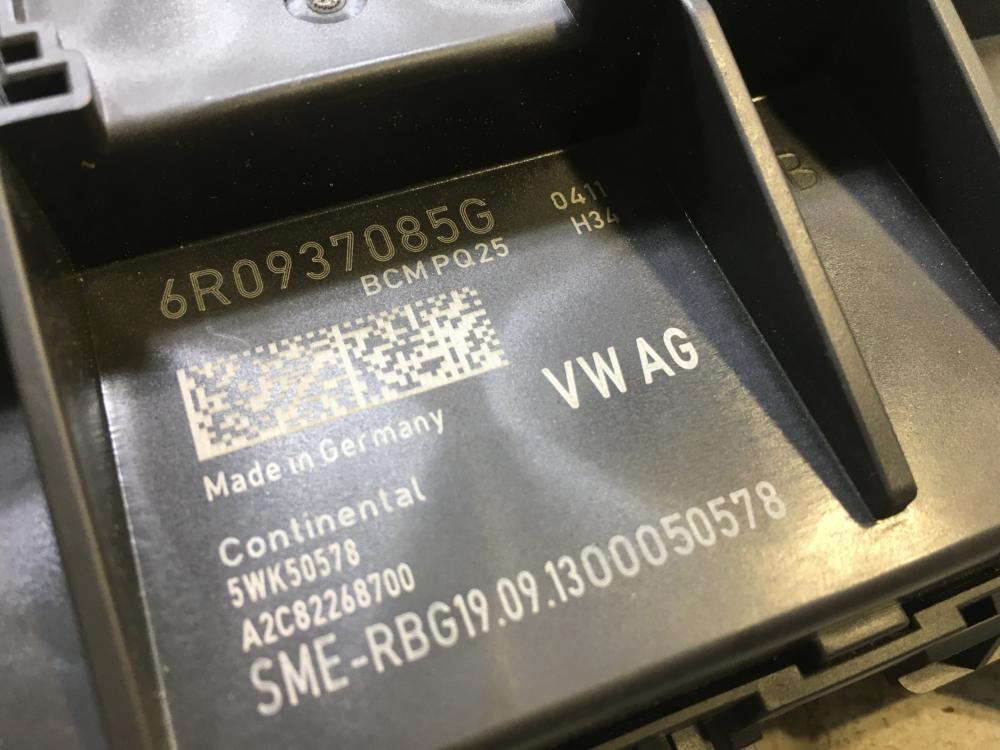 6R0937085G
0411
BCM PQ25
H34
B
VW AG
Made in Germany
Continental
5WK50578
A2C82268700
SME-RBG19.09.1300050578